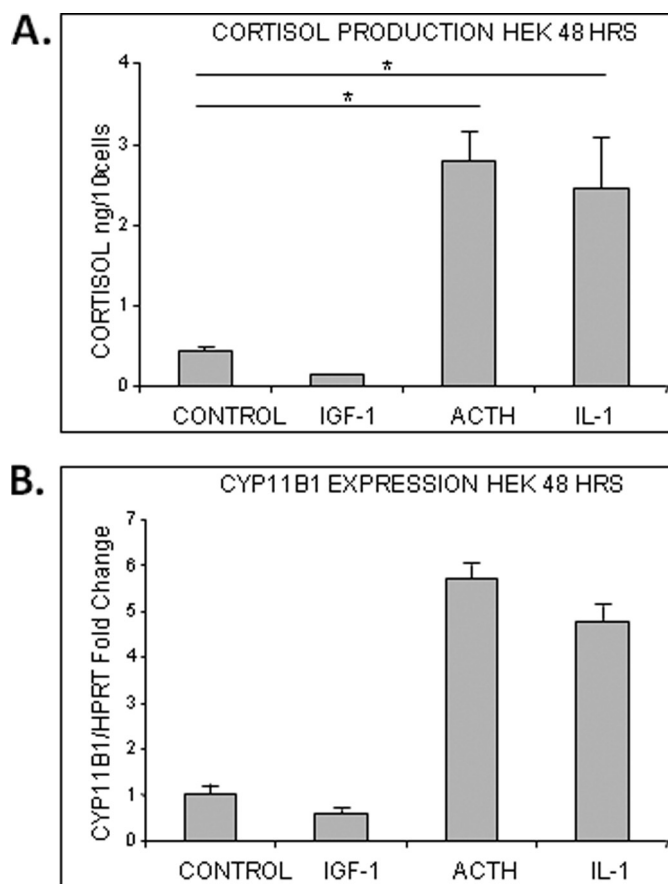 A.
CORTISOL PRODUCTION HEK 48 HRS
*
*
CORTISOL ng/10 cells
4
3
2
1
0
CONTROL IGF-1 ACTH IL-1
B.
CYP11B1 EXPRESSION HEK 48 HRS
CYP11B1/HPRT Fold Change
7
6
5
4
3
2
1
0
CONTROL IGF-1 ACTH IL-1